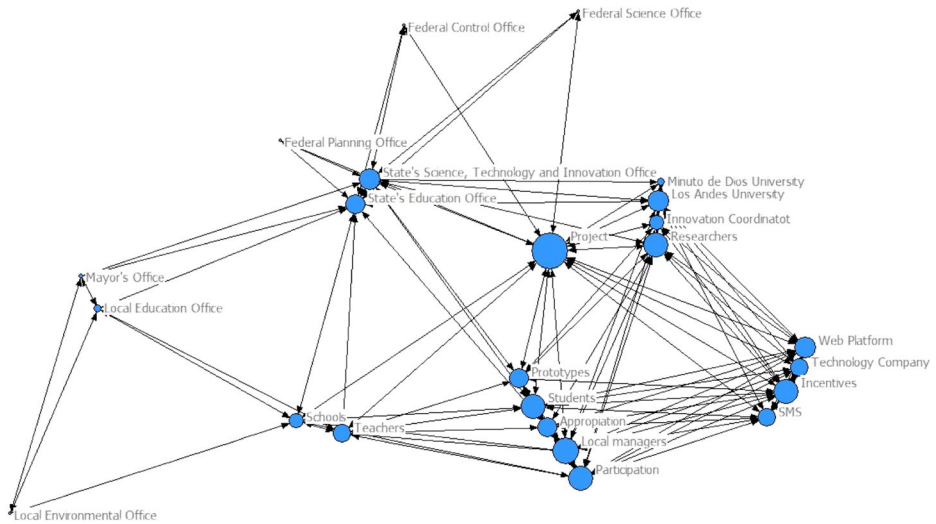 Federal Science Office
Federal Control Office
Federal Planning Office
State's Science, Technology and Innovation Office
Minuto de Dios University
Los Andes University
State's Education Office
Innovation Coordinatot
Project
Researchers
Mayor's Office
Local Education Office
Web Platform
Technology Company
Prototypes
Incentives
Students
SMS
Schools
Appropiation
Teachers
Local managers
Participation
Local Environmental Office